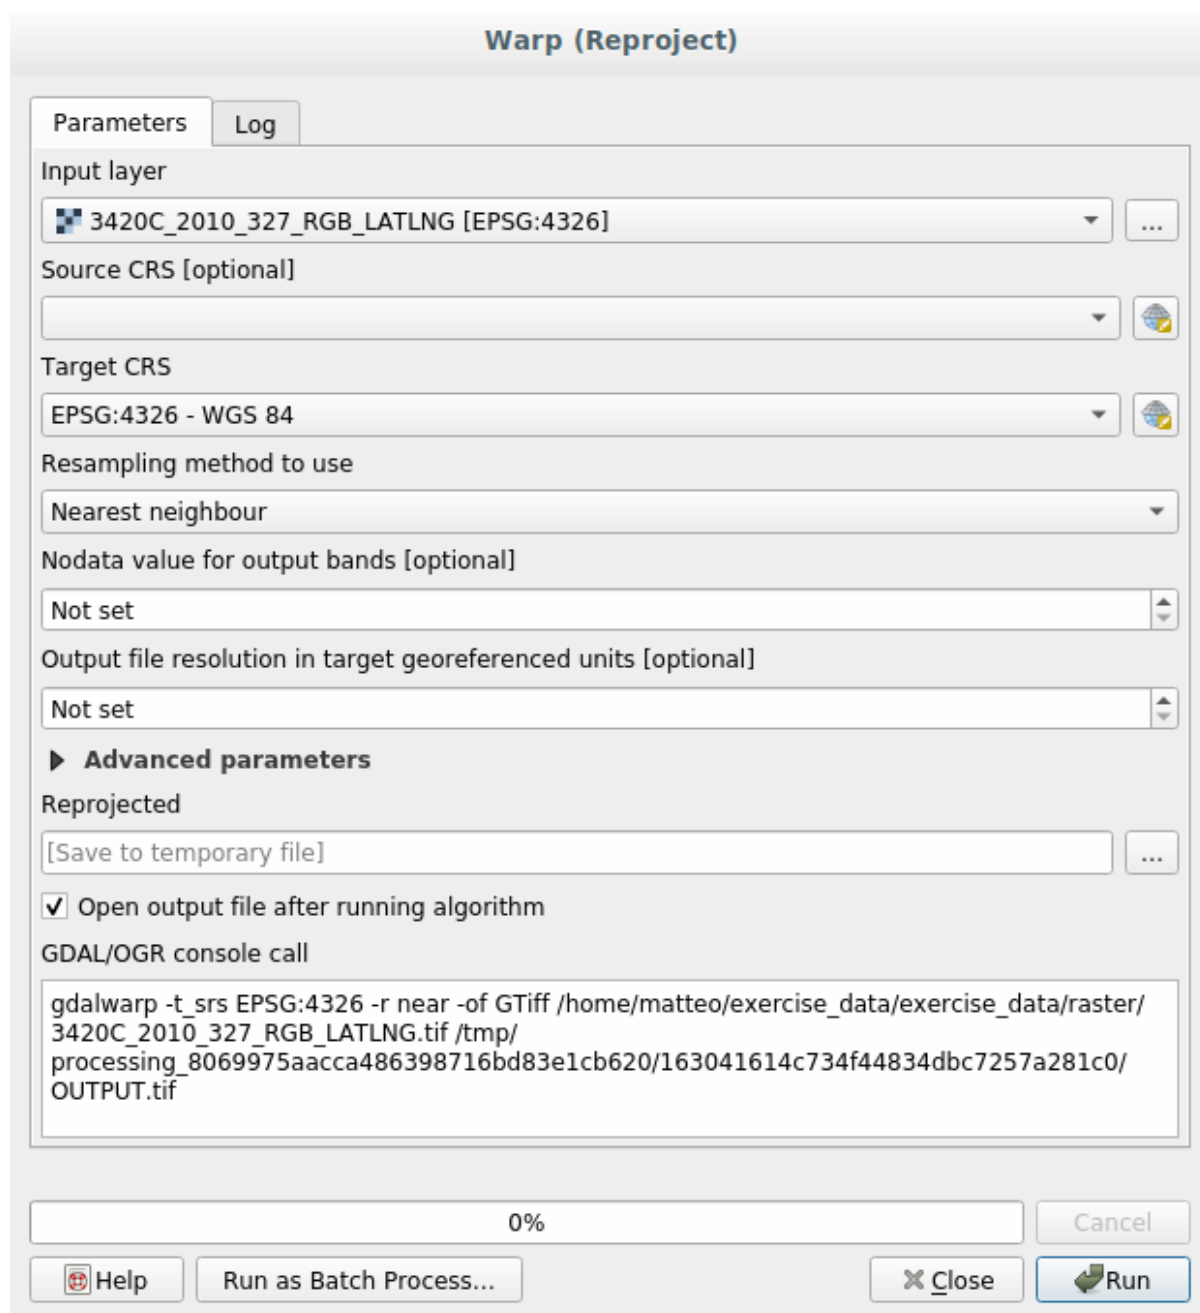 Warp (Reproject)
Parameters
Log
Input layer
3420C_2010_327_RGB_LATLNG [EPSG:4326]
...
Source CRS [optional]
Target CRS
EPSG:4326 - WGS 84
Resampling method to use
Nearest neighbour
Nodata value for output bands [optional]
Not set
Output file resolution in target georeferenced units [optional]
Not set
Advanced parameters
Reprojected
[Save to temporary file]
...
Open output file after running algorithm
GDAL/OGR console call
gdalwarp -t_srs EPSG:4326 -r near -of GTiff /home/matteo/exercise_data/exercise_data/raster/
3420C_2010_327_RGB_LATLNG.tif /tmp/
processing_8069975aacca486398716bd83e1cb620/163041614c734f44834dbc7257a281c0/
OUTPUT.tif
0%
Cancel
Help
Run as Batch Process...
Close
Run